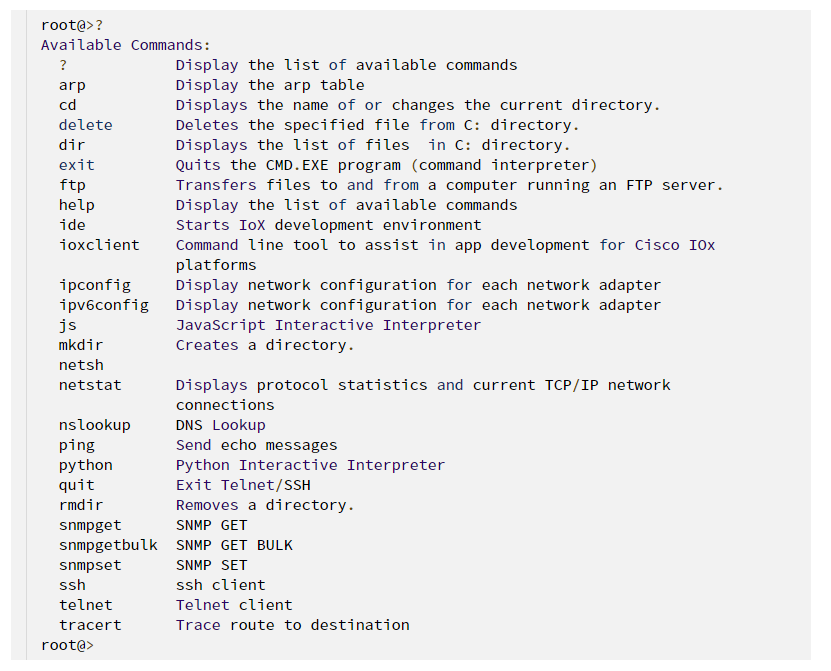 root@>?
Available Commands:
?            Display the list of available commands
arp          Display the arp table
cd           Displays the name of or changes the current directory.
delete       Deletes the specified file from C: directory.
dir          Displays the list of files  in C: directory.
exit         Quits the CMD.EXE program (command interpreter)
ftp          Transfers files to and from a computer running an FTP server.
help         Display the list of available commands
ide          Starts IoX development environment
ioxclient    Command line tool to assist in app development for Cisco IOx
platforms
ipconfig     Display network configuration for each network adapter
ipv6config   Display network configuration for each network adapter
js           JavaScript Interactive Interpreter
mkdir        Creates a directory.
netsh
netstat      Displays protocol statistics and current TCP/IP network
connections
nslookup     DNS Lookup
ping         Send echo messages
python       Python Interactive Interpreter
quit         Exit Telnet/SSH
rmdir        Removes a directory.
snmpget      SNMP GET
snmpgetbulk  SNMP GET BULK
snmpset      SNMP SET
ssh          ssh client
telnet       Telnet client
tracert      Trace route to destination
root@>